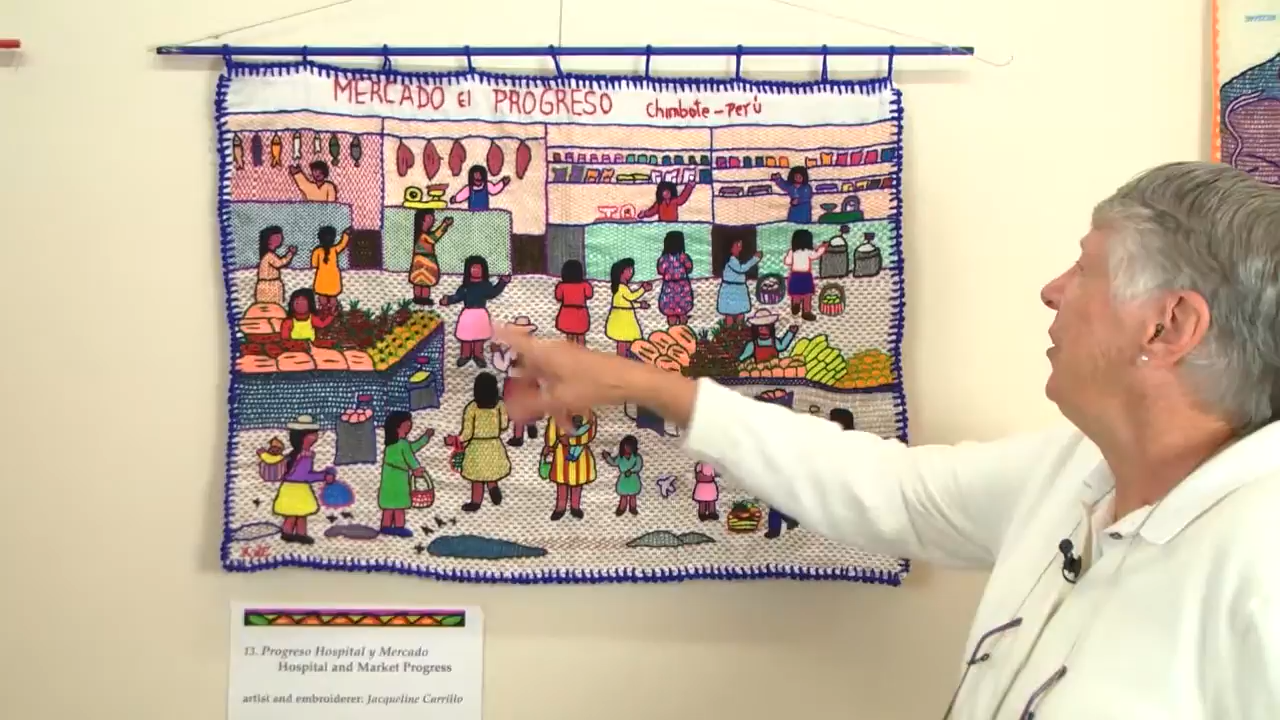 MERCADO El PROGRESO Chimbote-Perú
13. Progreso Hospital y Mercado
Hospital and Market Progress
artist and embroiderer: Jacqueline Carrillo